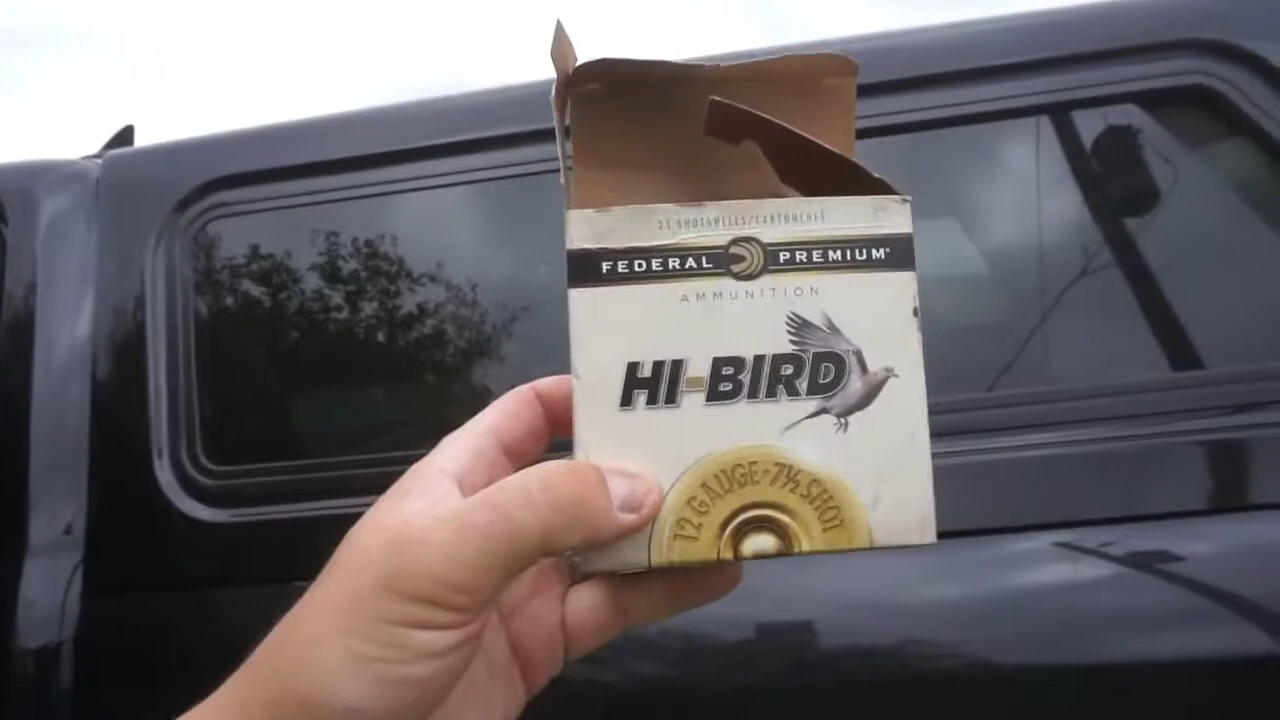 25 SHOTSHELLS/CARTOUCHES
FEDERAL PREMIUM®
AMMUNITION
HI-BIRD
12 GAUGE-7½ SHOT